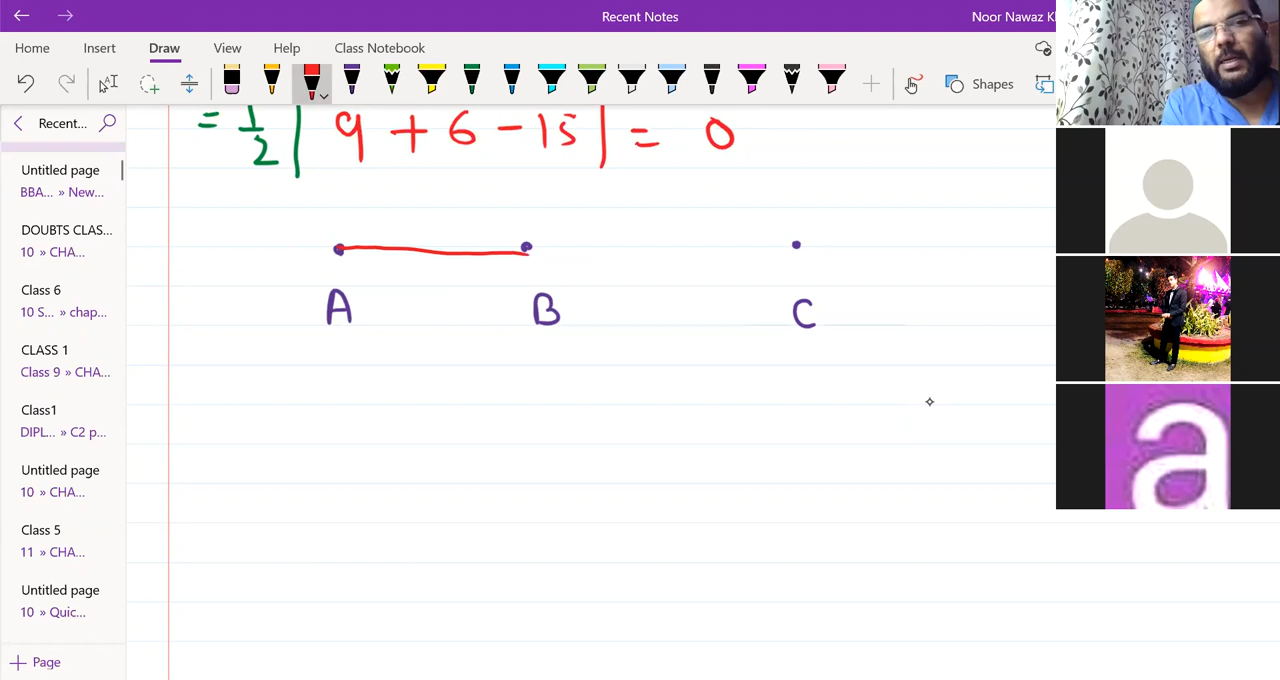 Recent Notes
Noor Nawaz Kh
Home Insert Draw View Help Class Notebook
Shapes
Recent...
Untitled page
BBA... » New...
DOUBTS CLAS...
10 » CHA...
Class 6
10 S... » chap...
CLASS 1
Class 9 » CHA...
Class1
DIPL... » C2 p...
Untitled page
10 » CHA...
Class 5
11 » CHA...
Untitled page
10 » Quic...
+ Page
= 1/2 | 9 + 6 - 15 | = 0
A B C
a